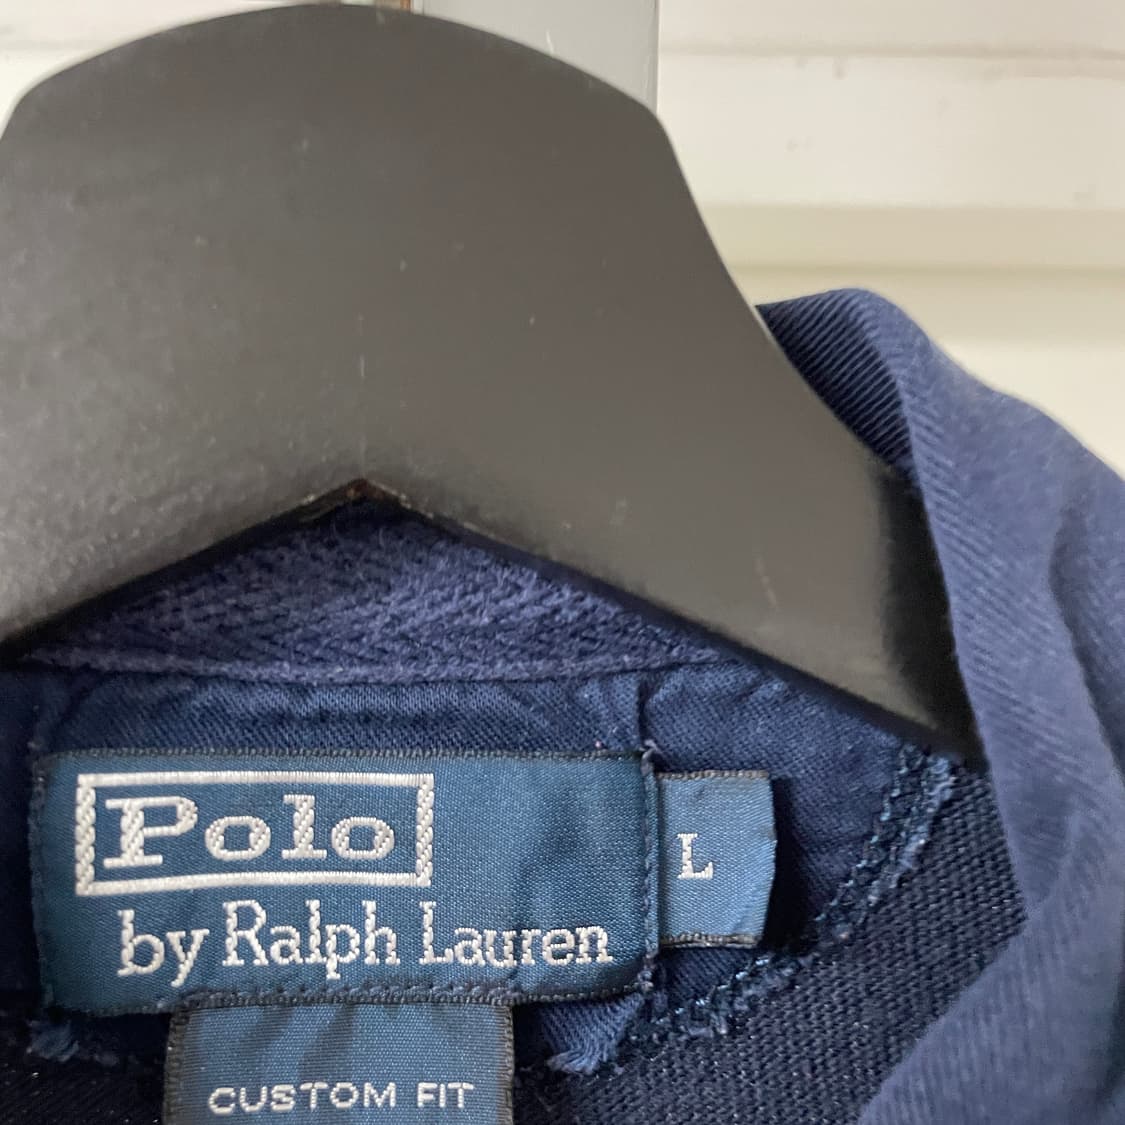 Polo
by Ralph Lauren
L
CUSTOM FIT